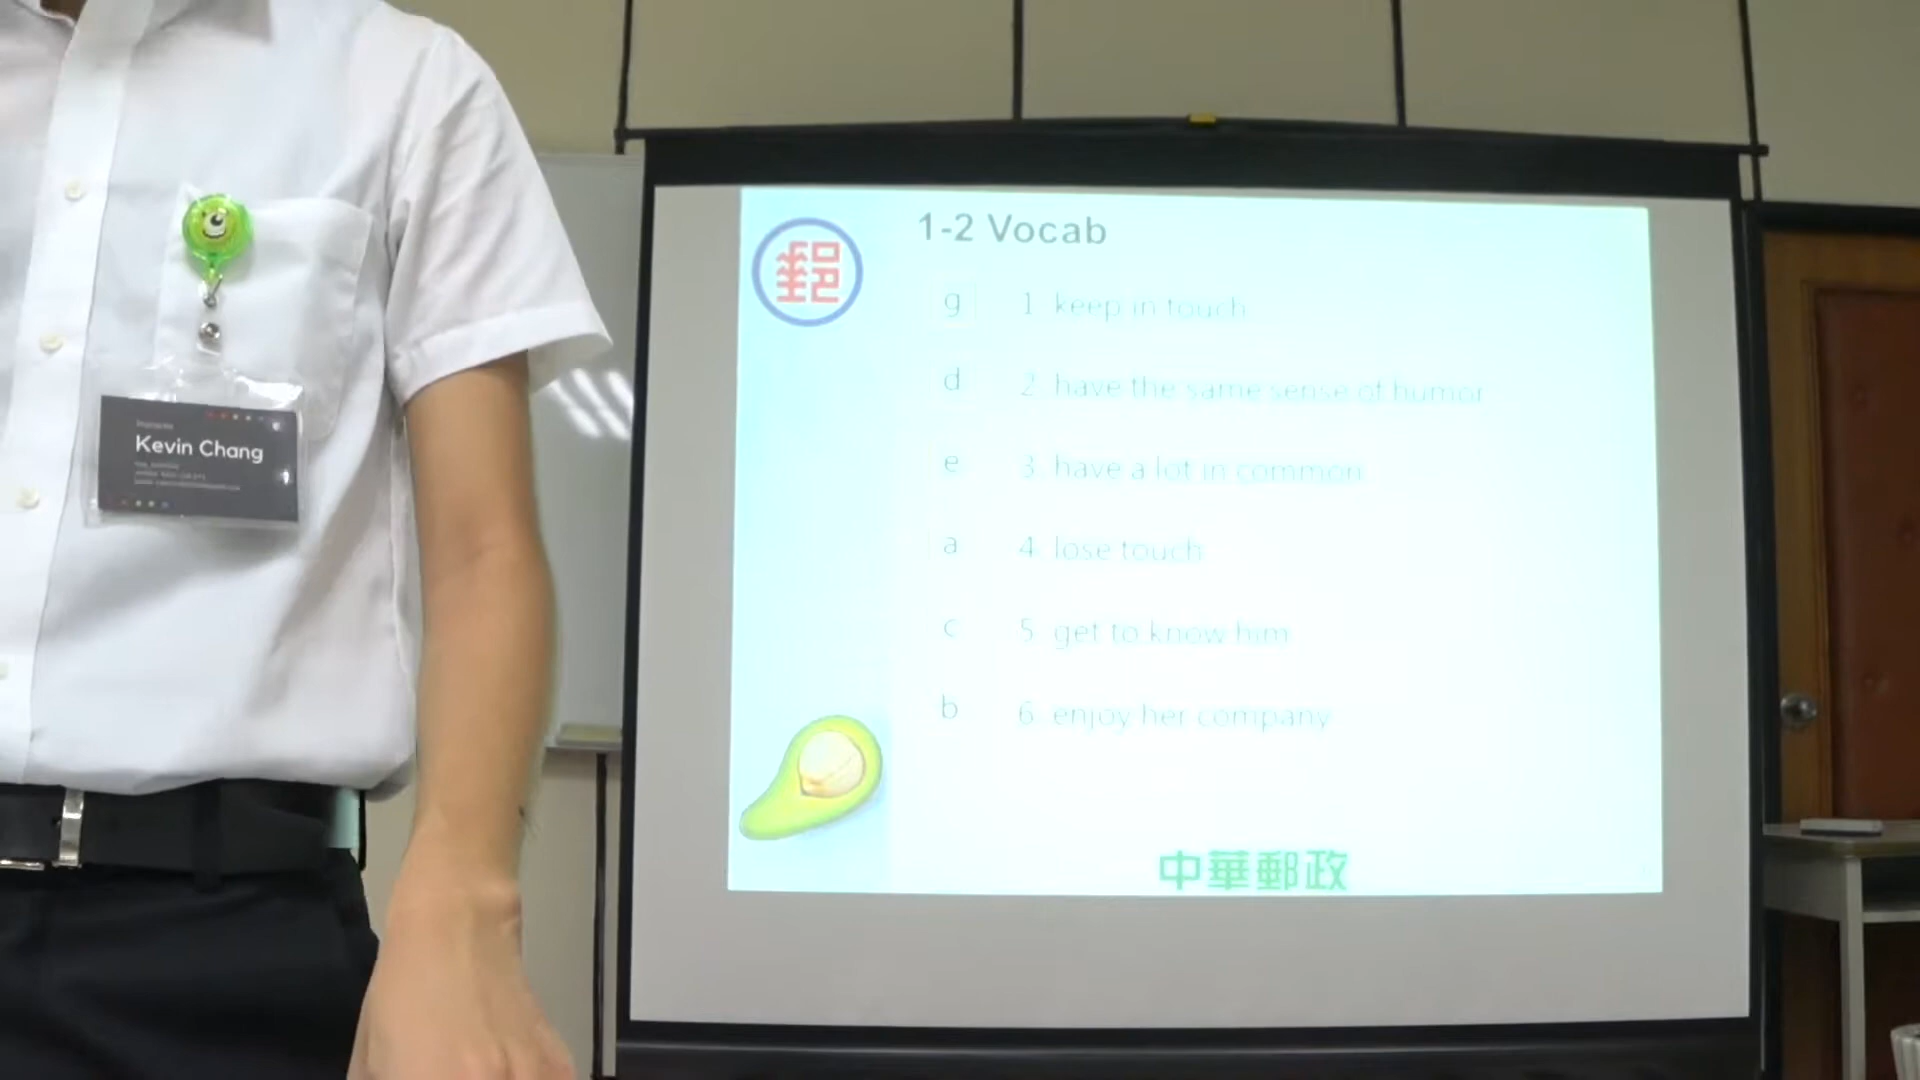 Kevin Chang
郵
1-2 Vocab
g 1. keep in touch
d 2. have the same sense of humor
e 3. have a lot in common
a 4. lose touch
c 5. get to know him
b 6. enjoy her company
中華郵政